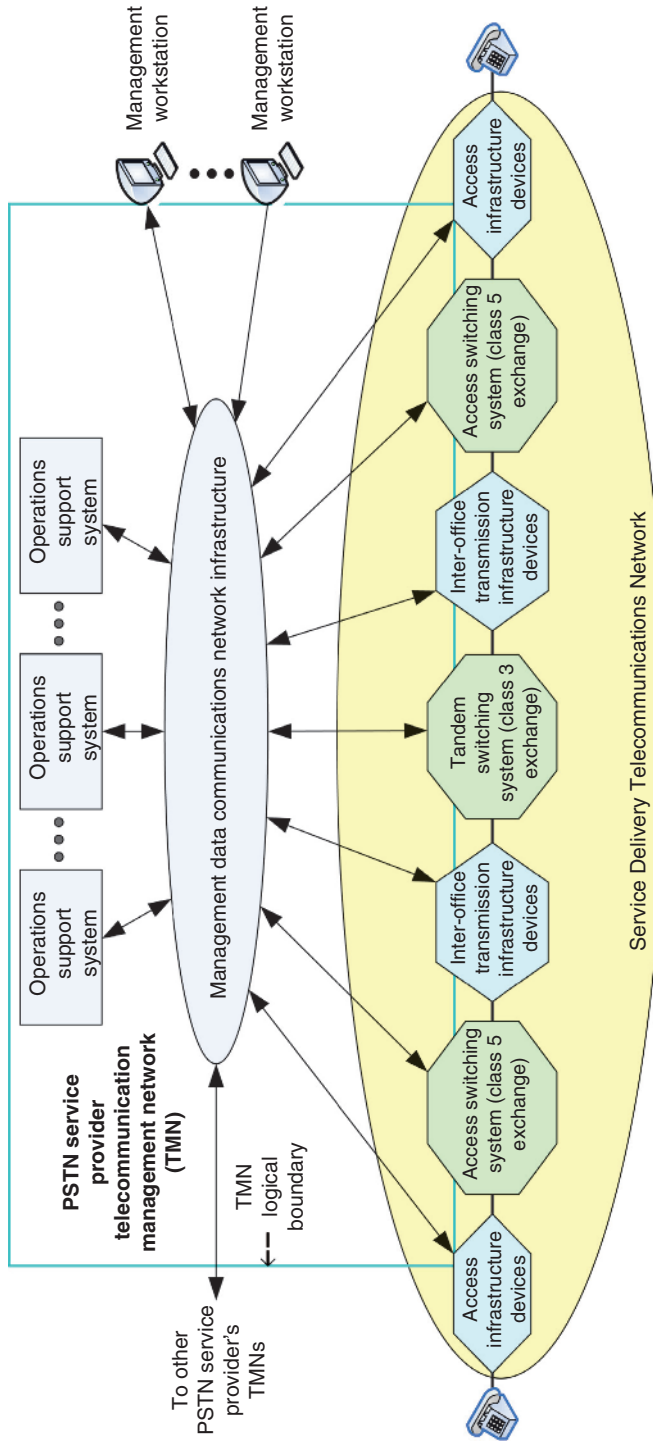 Operations
support
system
Operations
support
system
Operations
support
system
PSTN service
provider
telecommunication
management network
(TMN)
Management
workstation
Management
workstation
Management data communications network infrastructure
To other
PSTN service
provider's
TMNs
TMN
logical
boundary
Access
infrastructure
devices
Access switching
system (class 5
exchange)
Inter-office
transmission
infrastructure
devices
Tandem
switching
system (class 3
exchange)
Inter-office
transmission
infrastructure
devices
Access switching
system (class 5
exchange)
Access
infrastructure
devices
Service Delivery Telecommunications Network